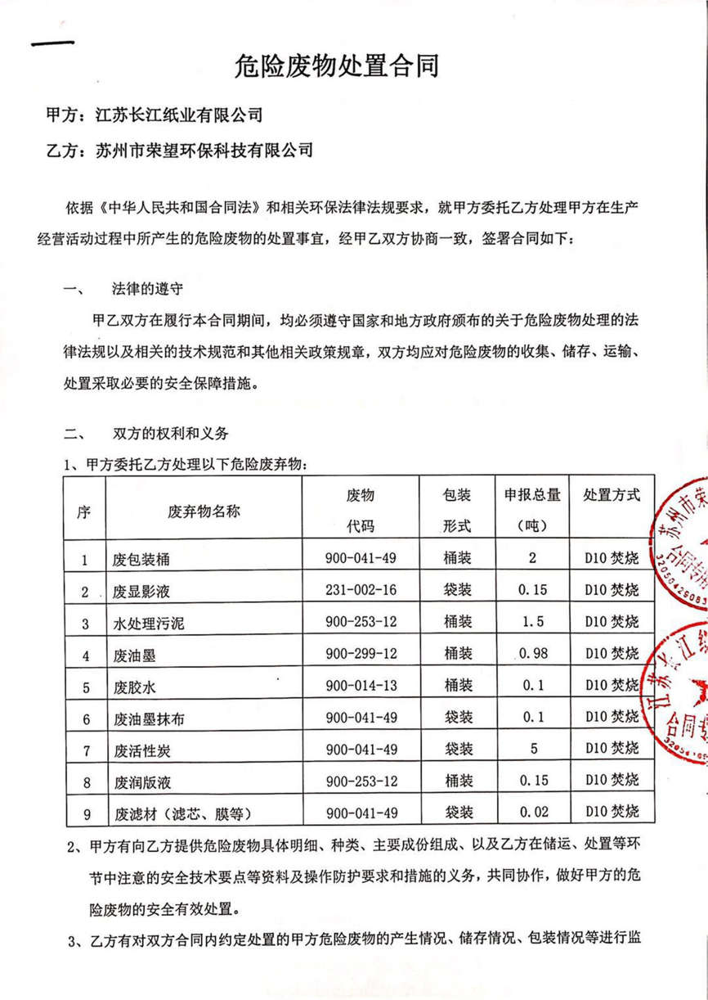 危险废物处置合同
甲方：江苏长江纸业有限公司
乙方：苏州市荣望环保科技有限公司
依据《中华人民共和国合同法》和相关环保法律法规要求，就甲方委托乙方处理甲方在生产
经营活动过程中所产生的危险废物的处置事宜，经甲乙双方协商一致，签署合同如下：
一、 法律的遵守
甲乙双方在履行本合同期间，均必须遵守国家和地方政府颁布的关于危险废物处理的法
律法规以及相关的技术规范和其他相关政策规章，双方均应对危险废物的收集、储存、运输、
处置采取必要的安全保障措施。
二、 双方的权利和义务
1、甲方委托乙方处理以下危险废弃物：
序 废弃物名称 废物代码 包装形式 申报总量（吨） 处置方式
1 废包装桶 900-041-49 桶装 2 D10 焚烧
2 废显影液 231-002-16 袋装 0.15 D10 焚烧
3 水处理污泥 900-253-12 桶装 1.5 D10 焚烧
4 废油墨 900-299-12 桶装 0.98 D10 焚烧
5 废胶水 900-014-13 桶装 0.1 D10 焚烧
6 废油墨抹布 900-041-49 袋装 0.1 D10 焚烧
7 废活性炭 900-041-49 袋装 5 D10 焚烧
8 废润版液 900-253-12 桶装 0.15 D10 焚烧
9 废滤材（滤芯、膜等） 900-041-49 袋装 0.02 D10 焚烧
2、甲方有向乙方提供危险废物具体明细、种类、主要成份组成、以及乙方在储运、处置等环
节中注意的安全技术要点等资料及操作防护要求和措施的义务，共同协作，做好甲方的危
险废物的安全有效处置。
3、乙方有对双方合同内约定处置的甲方危险废物的产生情况、储存情况、包装情况等进行监
苏州市荣
合同专用
江苏长江
合同专